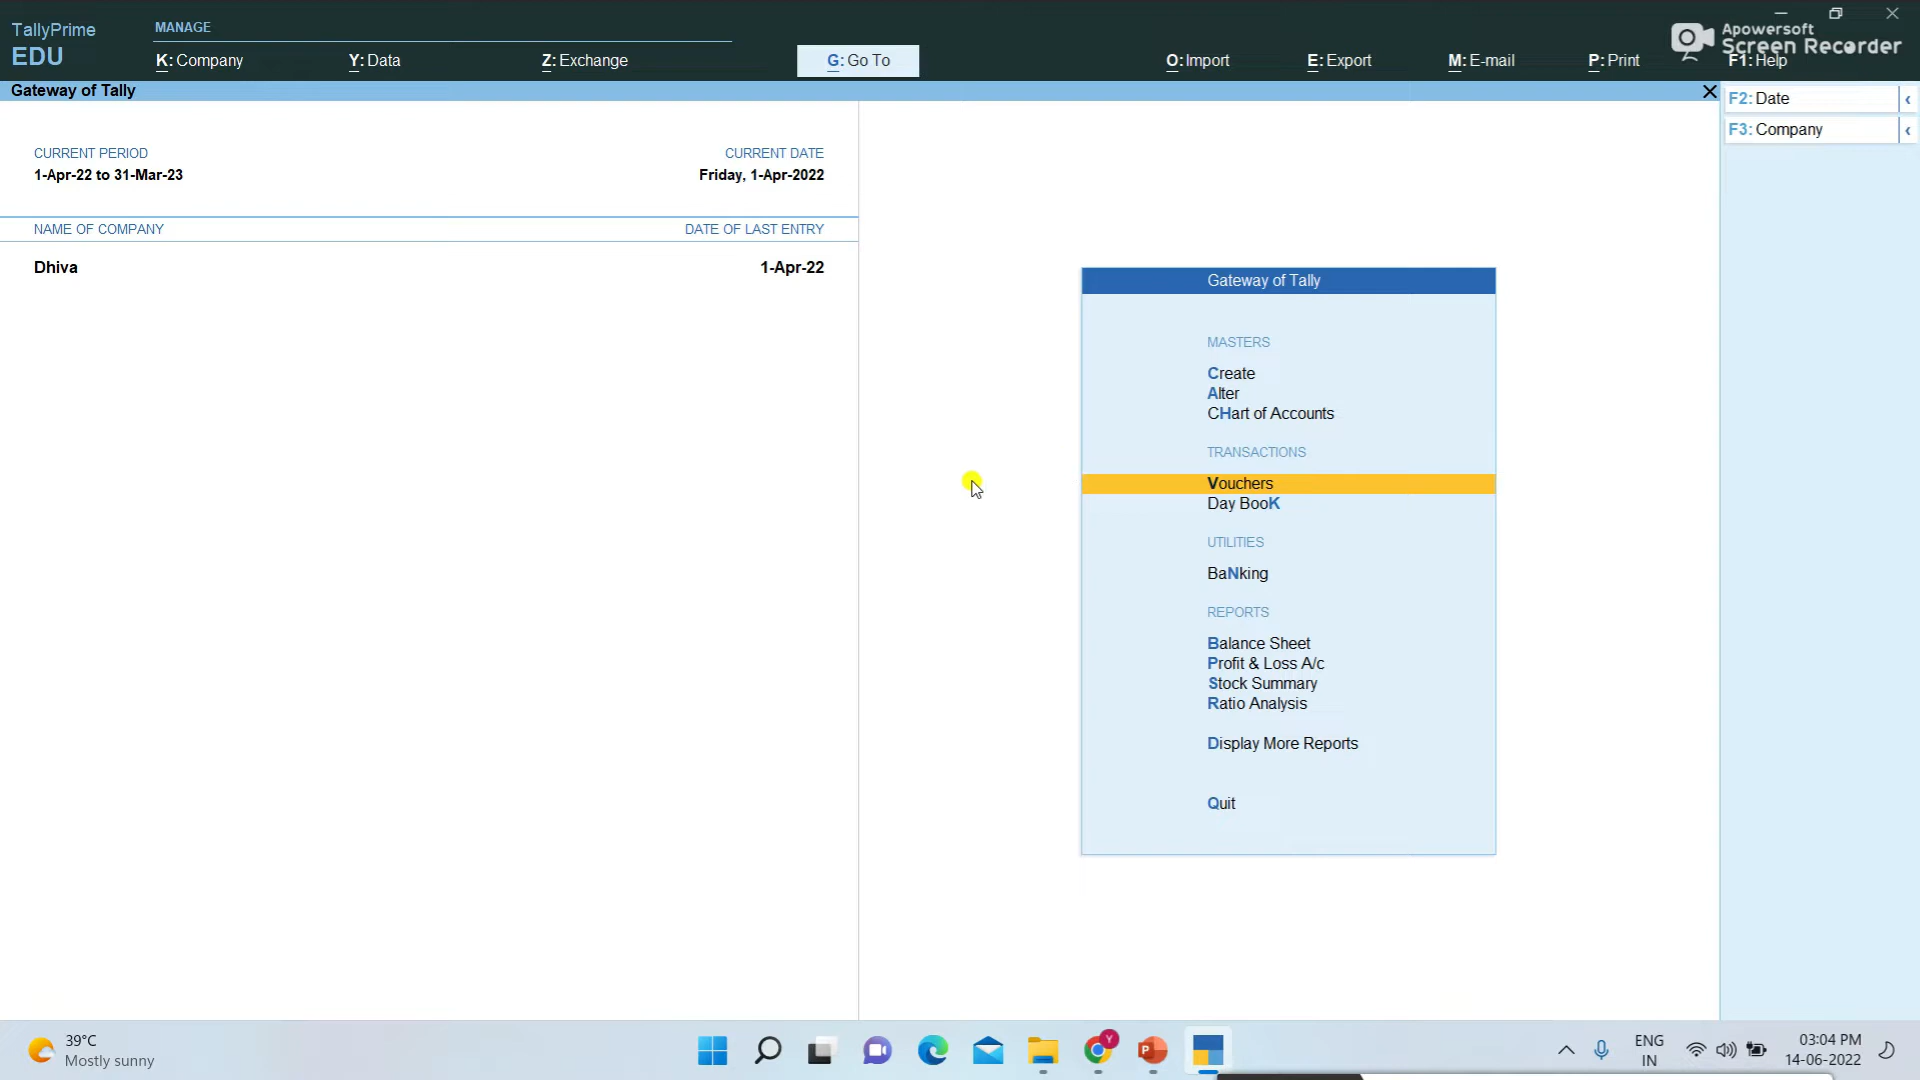 TallyPrime
EDU
MANAGE
K: Company
Y: Data
Z: Exchange
G: Go To
O: Import
E: Export
M: E-mail
P: Print
F1: Help
Apowersoft
Screen Recorder
Gateway of Tally
F2: Date
F3: Company
CURRENT PERIOD
CURRENT DATE
1-Apr-22 to 31-Mar-23
Friday, 1-Apr-2022
NAME OF COMPANY
DATE OF LAST ENTRY
Dhiva
1-Apr-22
Gateway of Tally
MASTERS
Create
Alter
CHart of Accounts
TRANSACTIONS
Vouchers
Day BooK
UTILITIES
BaNking
REPORTS
Balance Sheet
Profit & Loss A/c
Stock Summary
Ratio Analysis
Display More Reports
Quit
39°C
Mostly sunny
Y
P
ENG
IN
03:04 PM
14-06-2022